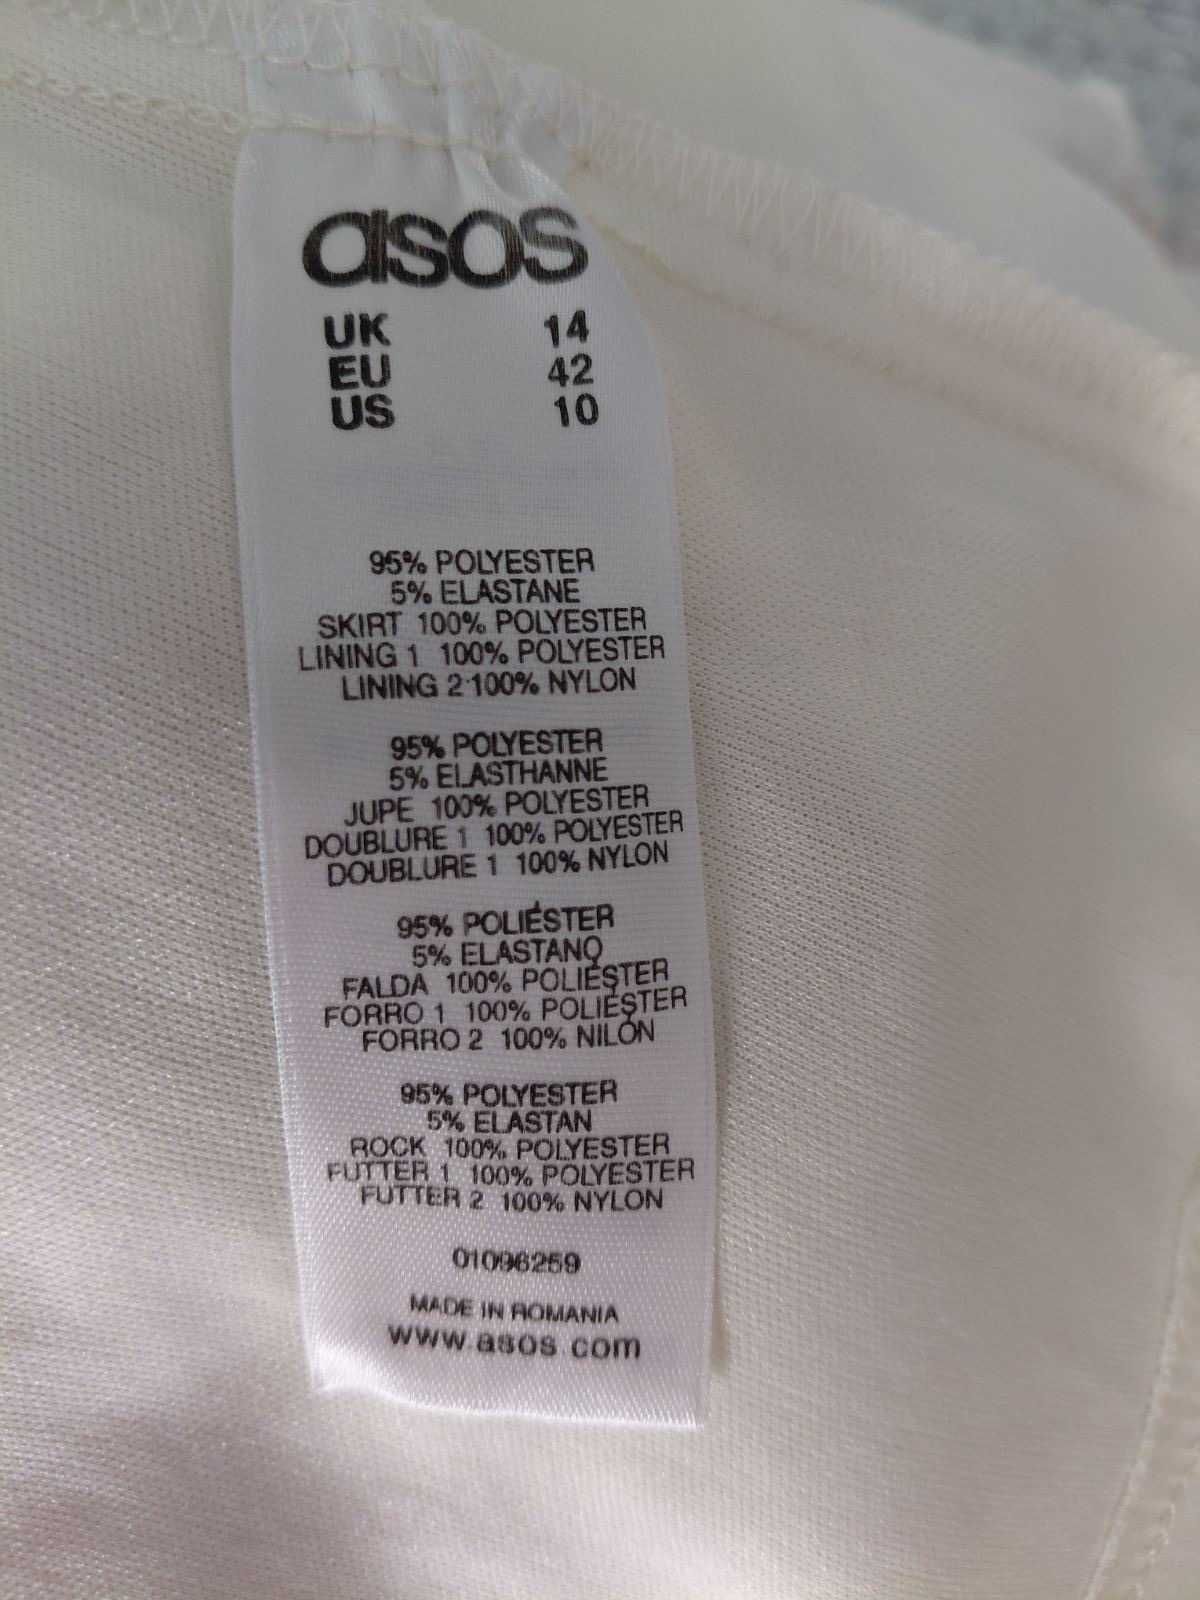 asos
UK 14
EU 42
US 10
95% POLYESTER
5% ELASTANE
SKIRT 100% POLYESTER
LINING 1 100% POLYESTER
LINING 2 100% NYLON
95% POLYESTER
5% ELASTHANNE
JUPE 100% POLYESTER
DOUBLURE 1 100% POLYESTER
DOUBLURE 1 100% NYLON
95% POLIÉSTER
5% ELASTANO
FALDA 100% POLIÉSTER
FORRO 1 100% POLIÉSTER
FORRO 2 100% NILÓN
95% POLYESTER
5% ELASTAN
ROCK 100% POLYESTER
FUTTER 1 100% POLYESTER
FUTTER 2 100% NYLON
01096259
MADE IN ROMANIA
www.asos.com